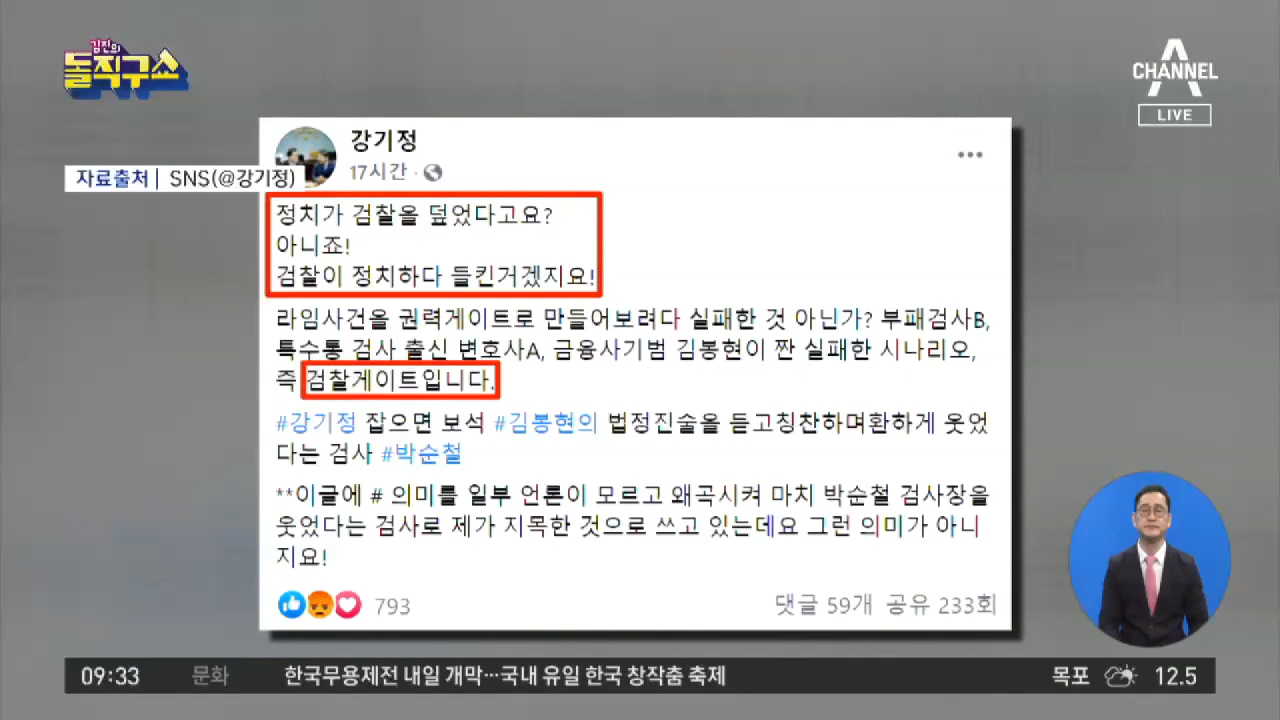 김진의
돌직구쇼
CHANNEL A
LIVE
강기정
17시간
자료출처 | SNS(@강기정)
정치가 검찰을 덮었다고요?
아니죠!
검찰이 정치하다 들킨거겠지요!
라임사건을 권력게이트로 만들어보려다 실패한 것 아닌가? 부패검사B,
특수통 검사 출신 변호사A, 금융사기범 김봉현이 짠 실패한 시나리오,
즉 검찰게이트입니다.
#강기정 잡으면 보석 #김봉현의 법정진술을 듣고칭찬하며환하게 웃었
다는 검사 #박순철
**이글에 # 의미를 일부 언론이 모르고 왜곡시켜 마치 박순철 검사장을
웃었다는 검사로 제가 지목한 것으로 쓰고 있는데요 그런 의미가 아니
지요!
793
댓글 59개 공유 233회
09:33 문화 한국무용제전 내일 개막…국내 유일 한국 창작춤 축제 목포 12.5